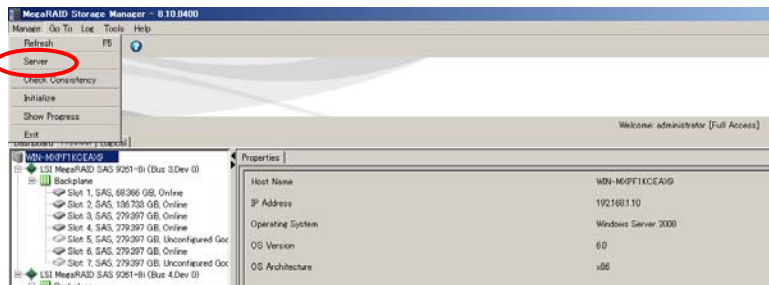 MegaRAID Storage Manager - 8.10.0400
Manage Go To Log Tools Help
Refresh F5
Server
Check Consistency
Initialize
Show Progress
Exit
Welcome: administrator [Full Access]
Dashboard Physical Logical
Properties
LSI MegaRAID SAS 9261-8i (Bus 3,Dev 0)
Backplane
Slot 1, SAS, 68.366 GB, Online
Slot 2, SAS, 136.733 GB, Online
Slot 3, SAS, 279.397 GB, Online
Slot 4, SAS, 279.397 GB, Online
Slot 5, SAS, 279.397 GB, Unconfigured Goo
Slot 6, SAS, 279.397 GB, Online
Slot 7, SAS, 279.397 GB, Unconfigured Goo
LSI MegaRAID SAS 9261-8i (Bus 4,Dev 0)
Backplane
Host Name
IP Address 192.168.1.10
Operating System Windows Server 2008
OS Version 6.0
OS Architecture x86